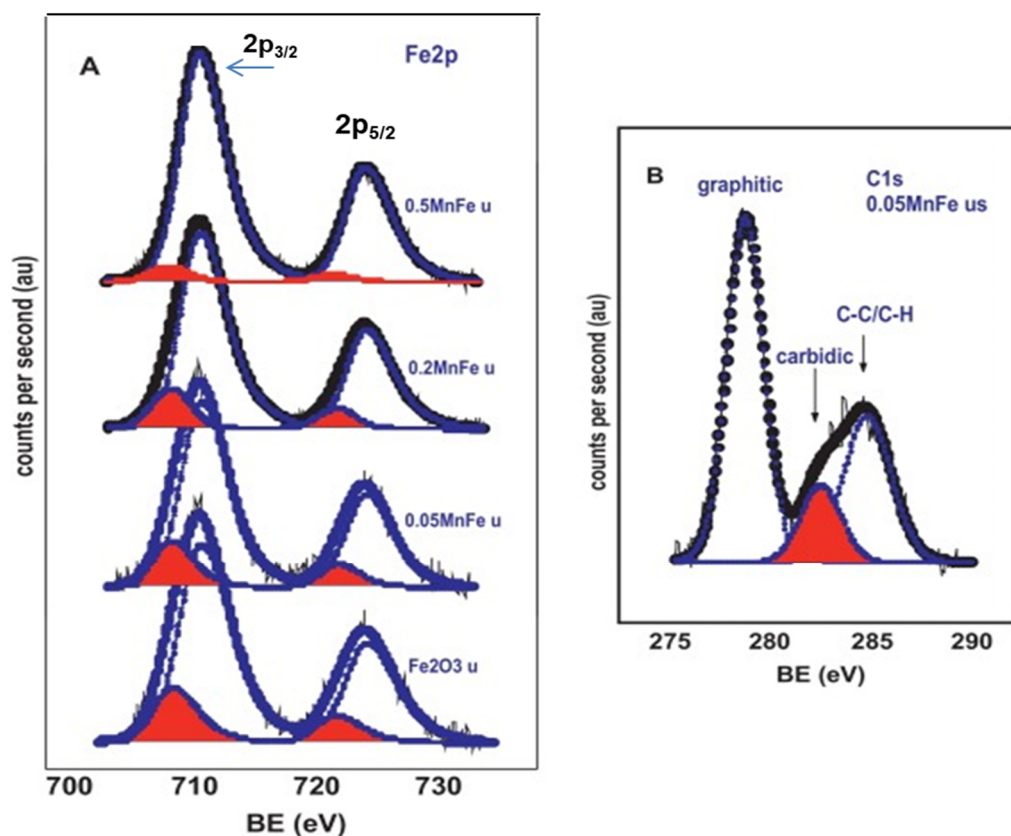 A
2p3/2
Fe2p
2p5/2
0.5MnFe u
0.2MnFe u
0.05MnFe u
Fe2O3 u
counts per second (au)
700 710 720 730
BE (eV)
B
graphitic
C1s
0.05MnFe us
C-C/C-H
carbidic
counts per second (au)
275 280 285 290
BE (eV)